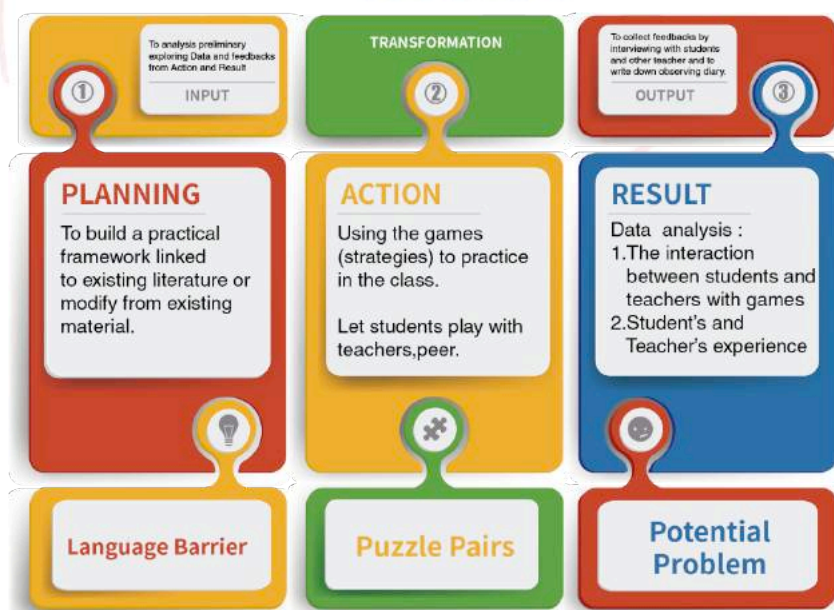 To analysis preliminary
exploring Data and feedbacks
from Action and Result
INPUT
①
PLANNING
To build a practical
framework linked
to existing literature or
modify from existing
material.
Language Barrier
TRANSFORMATION
②
ACTION
Using the games
(strategies) to practice
in the class.
Let students play with
teachers,peer.
Puzzle Pairs
To collect feedbacks by
interviewing with students
and other teacher and to
write down observing diary.
OUTPUT
③
RESULT
Data analysis :
1.The interaction
between students and
teachers with games
2.Student's and
Teacher's experience
Potential
Problem